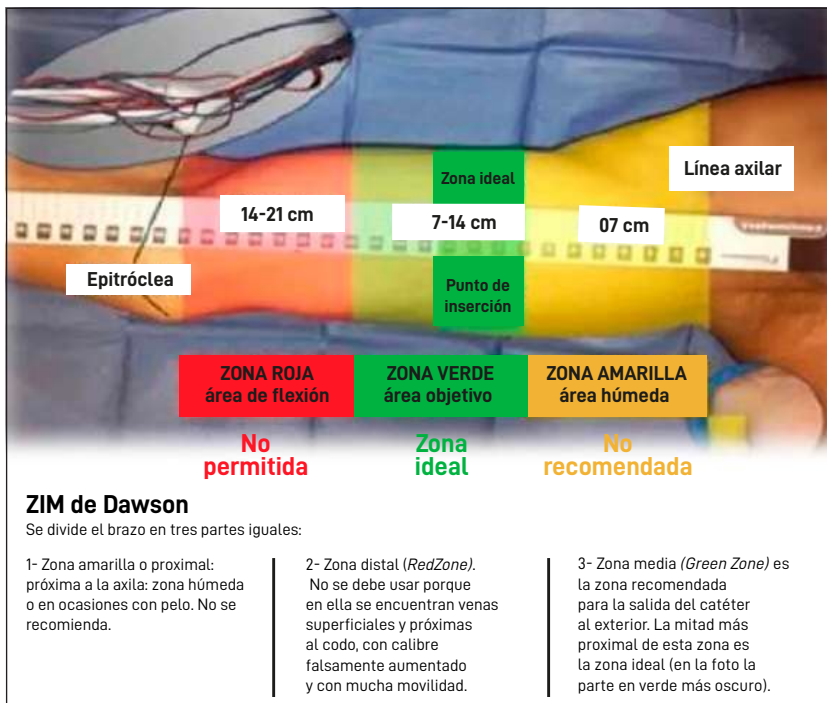 Zona ideal
Línea axilar
14-21 cm
7-14 cm
07 cm
Epitróclea
Punto de
inserción
ZONA ROJA
área de flexión
ZONA VERDE
área objetivo
ZONA AMARILLA
área húmeda
No
permitida
Zona
ideal
No
recomendada
ZIM de Dawson
Se divide el brazo en tres partes iguales:
1- Zona amarilla o proximal:
próxima a la axila: zona húmeda
o en ocasiones con pelo. No se
recomienda.
2- Zona distal (RedZone).
No se debe usar porque
en ella se encuentran venas
superficiales y próximas
al codo, con calibre
falsamente aumentado
y con mucha movilidad.
3- Zona media (Green Zone) es
la zona recomendada
para la salida del catéter
al exterior. La mitad más
proximal de esta zona es
la zona ideal (en la foto la
parte en verde más oscuro).